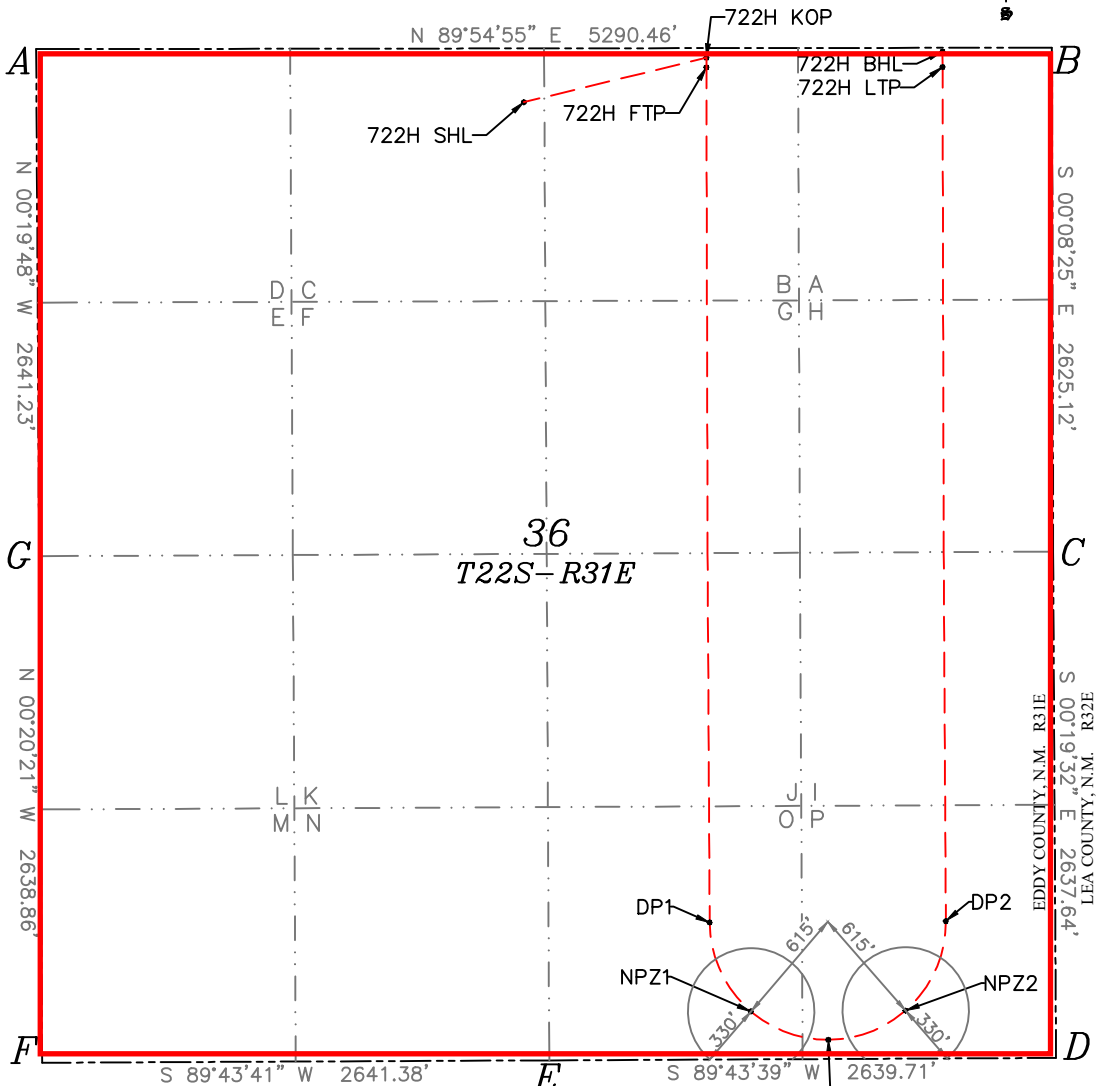 722H KOP
N 89°54'55" E 5290.46'
A
B
722H BHL
722H LTP
722H FTP
722H SHL
N 00°19'48" W 2641.23'
S 00°08'25" E 2625.12'
D C
E F
B A
G H
36
T22S-R31E
G
C
N 00°20'21" W 2638.86'
S 00°19'32" E 2637.64'
EDDY COUNTY, N.M. R31E
LEA COUNTY, N.M. R32E
L K
M N
J I
O P
DP1
DP2
615'
615'
NPZ1
NPZ2
330'
330'
F
D
S 89°43'41" W 2641.38'
E
S 89°43'39" W 2639.71'